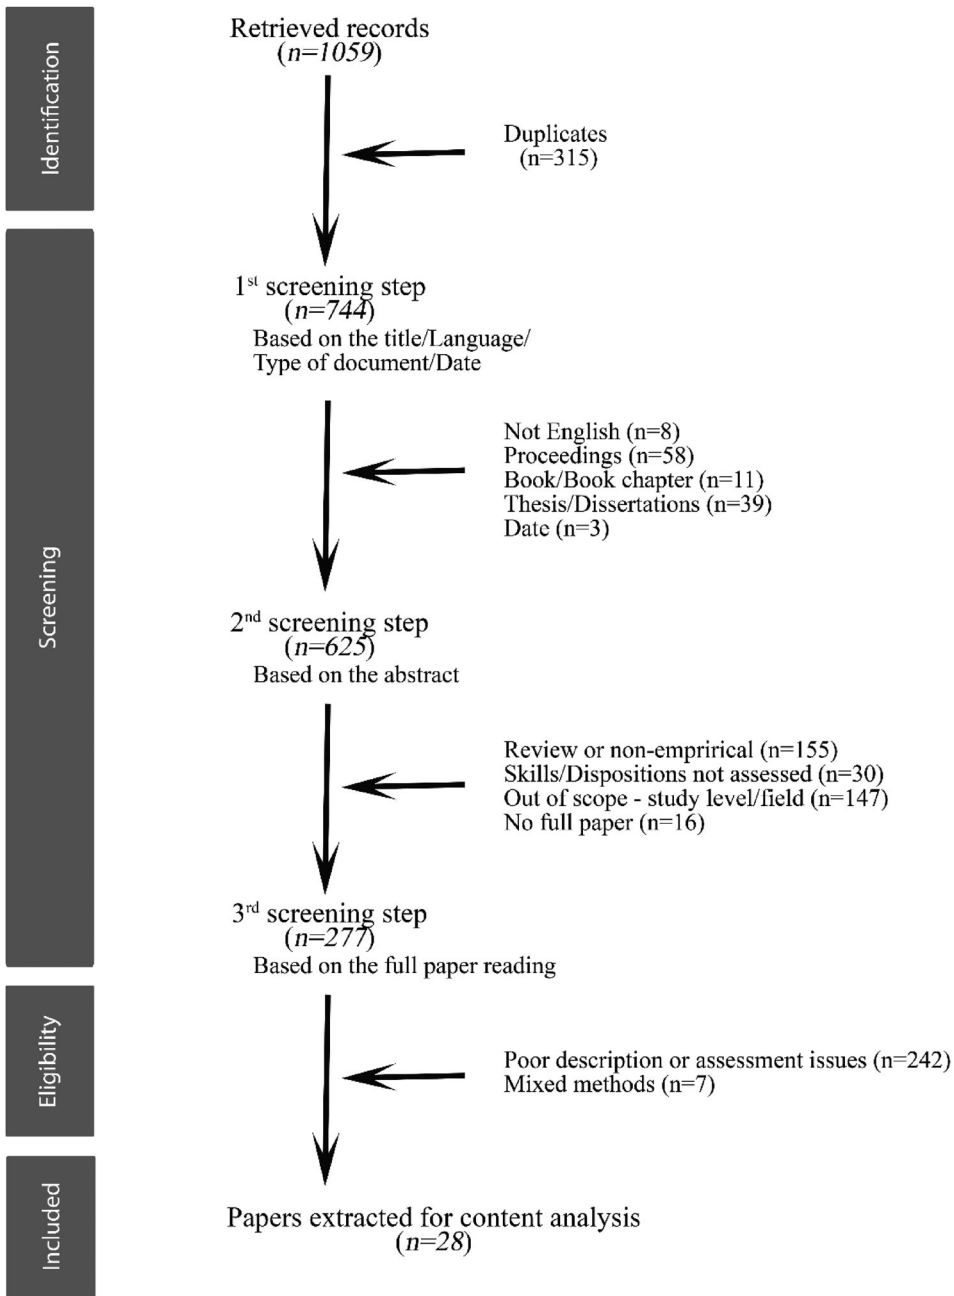 Identification
Retrieved records
(n=1059)
Duplicates
(n=315)
Screening
1st screening step
(n=744)
Based on the title/Language/
Type of document/Date
Not English (n=8)
Proceedings (n=58)
Book/Book chapter (n=11)
Thesis/Dissertations (n=39)
Date (n=3)
2nd screening step
(n=625)
Based on the abstract
Review or non-emprirical (n=155)
Skills/Dispositions not assessed (n=30)
Out of scope - study level/field (n=147)
No full paper (n=16)
3rd screening step
(n=277)
Based on the full paper reading
Eligibility
Poor description or assessment issues (n=242)
Mixed methods (n=7)
Included
Papers extracted for content analysis
(n=28)